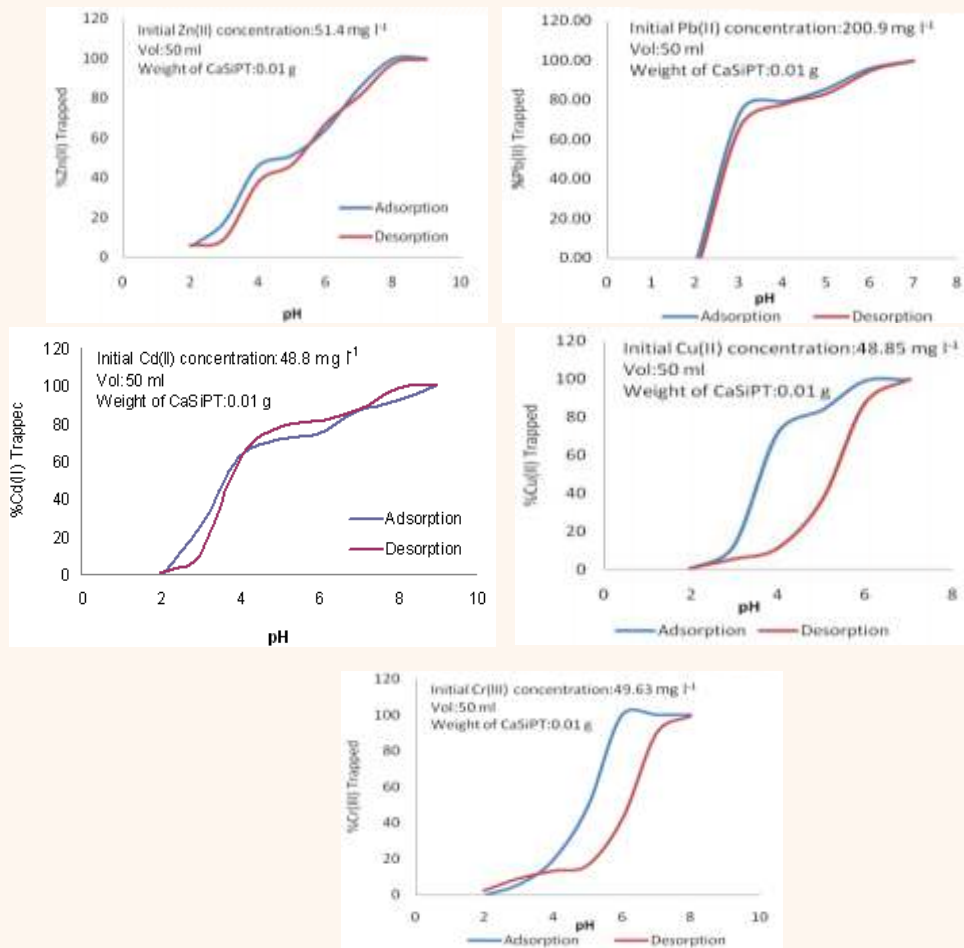 Initial Zn(II) concentration:51.4 mg l-1
Vol:50 ml
Weight of CaSiPT:0.01 g
%Zn(II) Trapped
120
100
80
60
40
20
0
0 2 4 6 8 10
pH
Adsorption
Desorption
Initial Pb(II) concentration:200.9 mg l-1
Vol:50 ml
Weight of CaSiPT:0.01 g
%Pb(II) Trapped
120.00
100.00
80.00
60.00
40.00
20.00
0.00
0 1 2 3 4 5 6 7 8
pH
Adsorption Desorption
Initial Cd(II) concentration:48.8 mg l-1
Vol:50 ml
Weight of CaSiPT:0.01 g
%Cd(II) Trappec
120
100
80
60
40
20
0
0 2 4 6 8 10
pH
Adsorption
Desorption
Initial Cu(II) concentration:48.85 mg l-1
Vol:50 ml
Weight of CaSiPT:0.01 g
%Cu(II) Trapped
120
100
80
60
40
20
0
0 2 4 6 8
pH
Adsorption Desorption
Initial Cr(III) concentration:49.63 mg l-1
Vol:50 ml
Weight of CaSiPT:0.01 g
%Cr(III) Trapped
120
100
80
60
40
20
0
0 2 4 6 8 10
pH
Adsorption Desorption